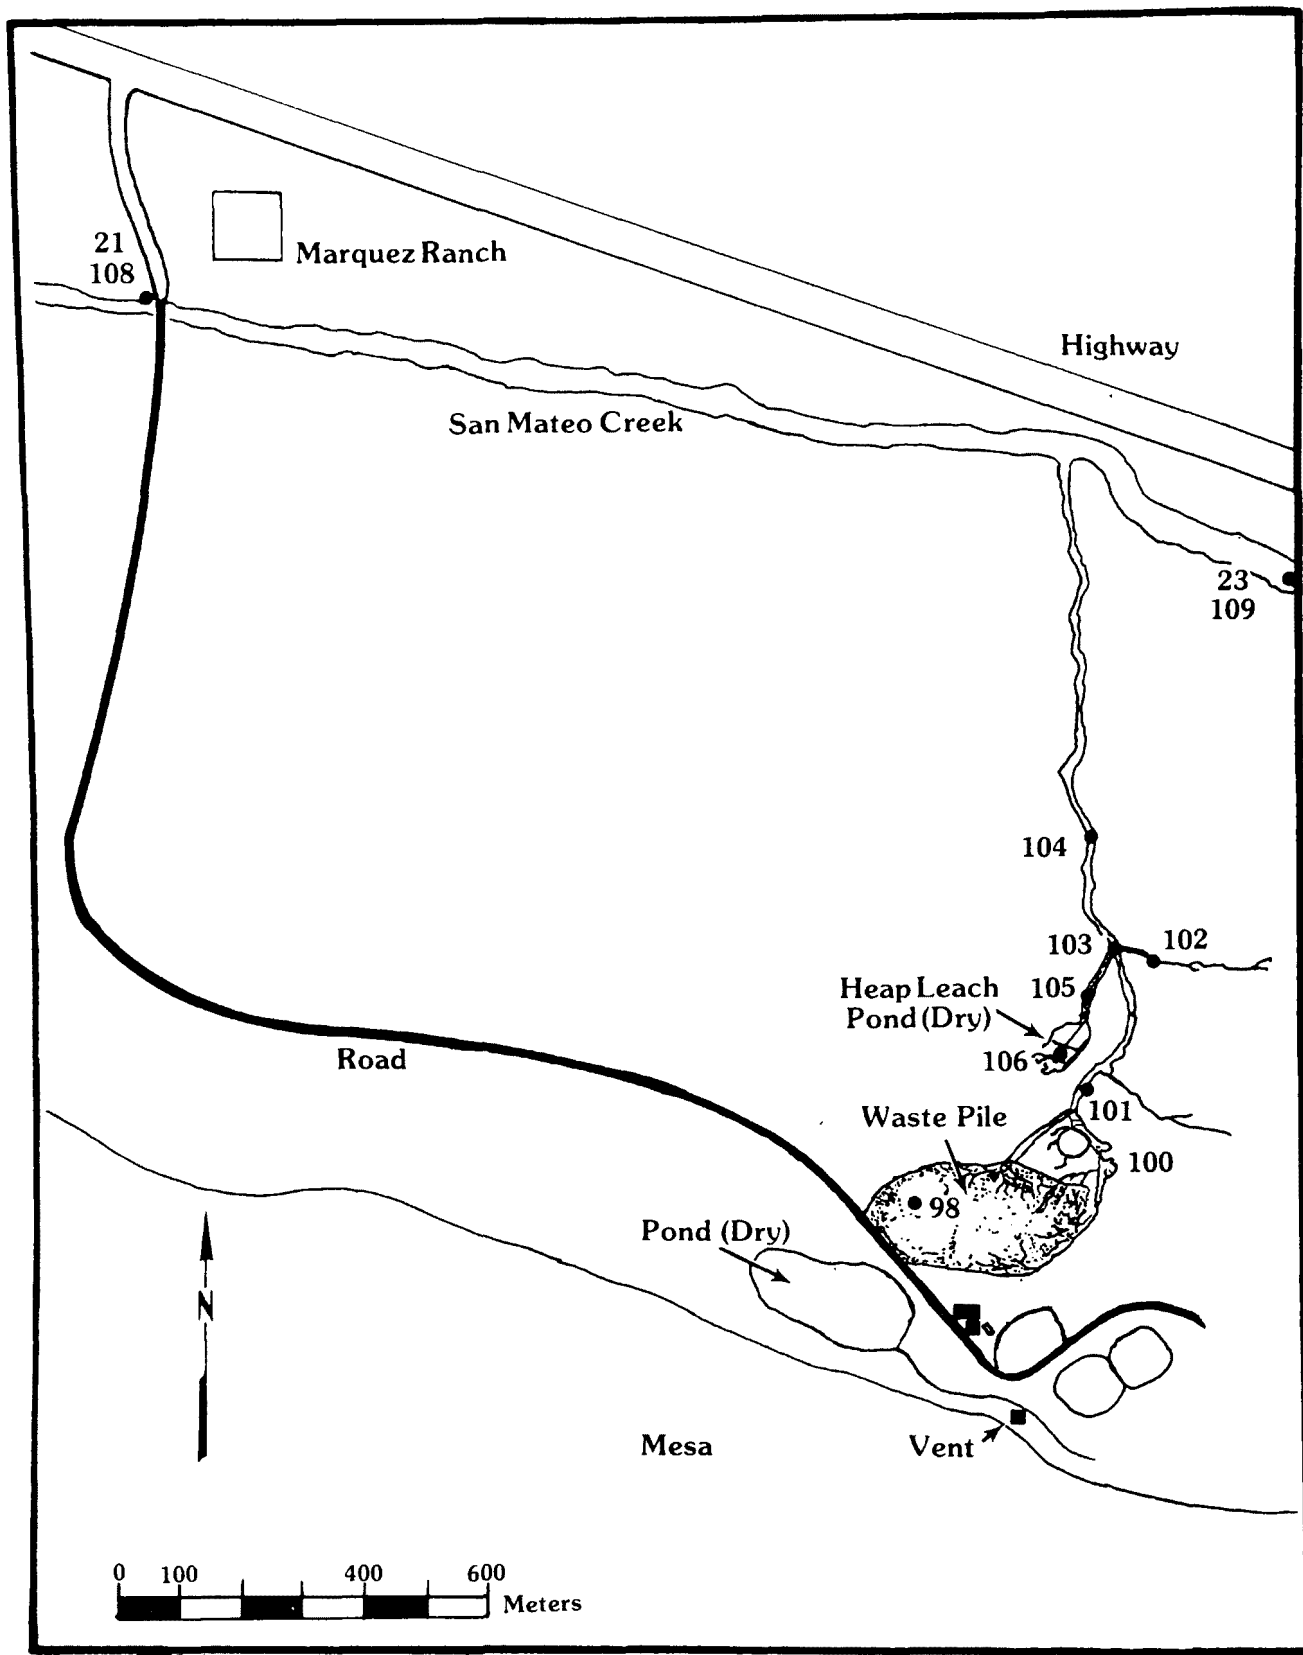 21
108
Marquez Ranch
Highway
San Mateo Creek
23
109
104
103
102
Heap Leach
Pond (Dry)
105
106
Road
101
Waste Pile
100
98
Pond (Dry)
N
Mesa
Vent
0 100 400 600
Meters